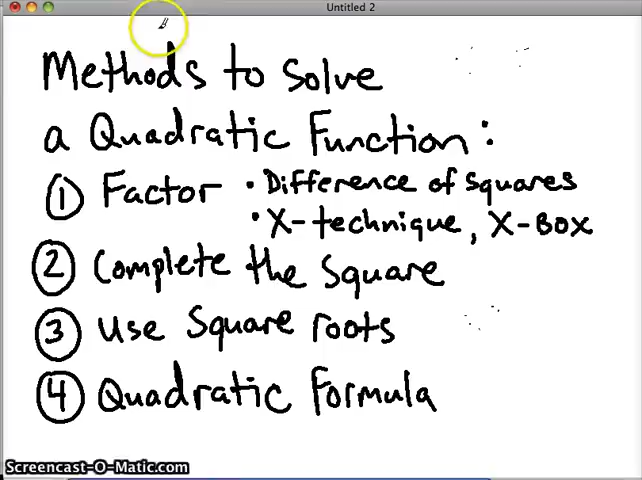 Untitled 2
Methods to solve
a Quadratic Function:
① Factor • Difference of squares
• X-technique, X-Box
② Complete the square
③ Use Square roots
④ Quadratic Formula
Screencast-O-Matic.com